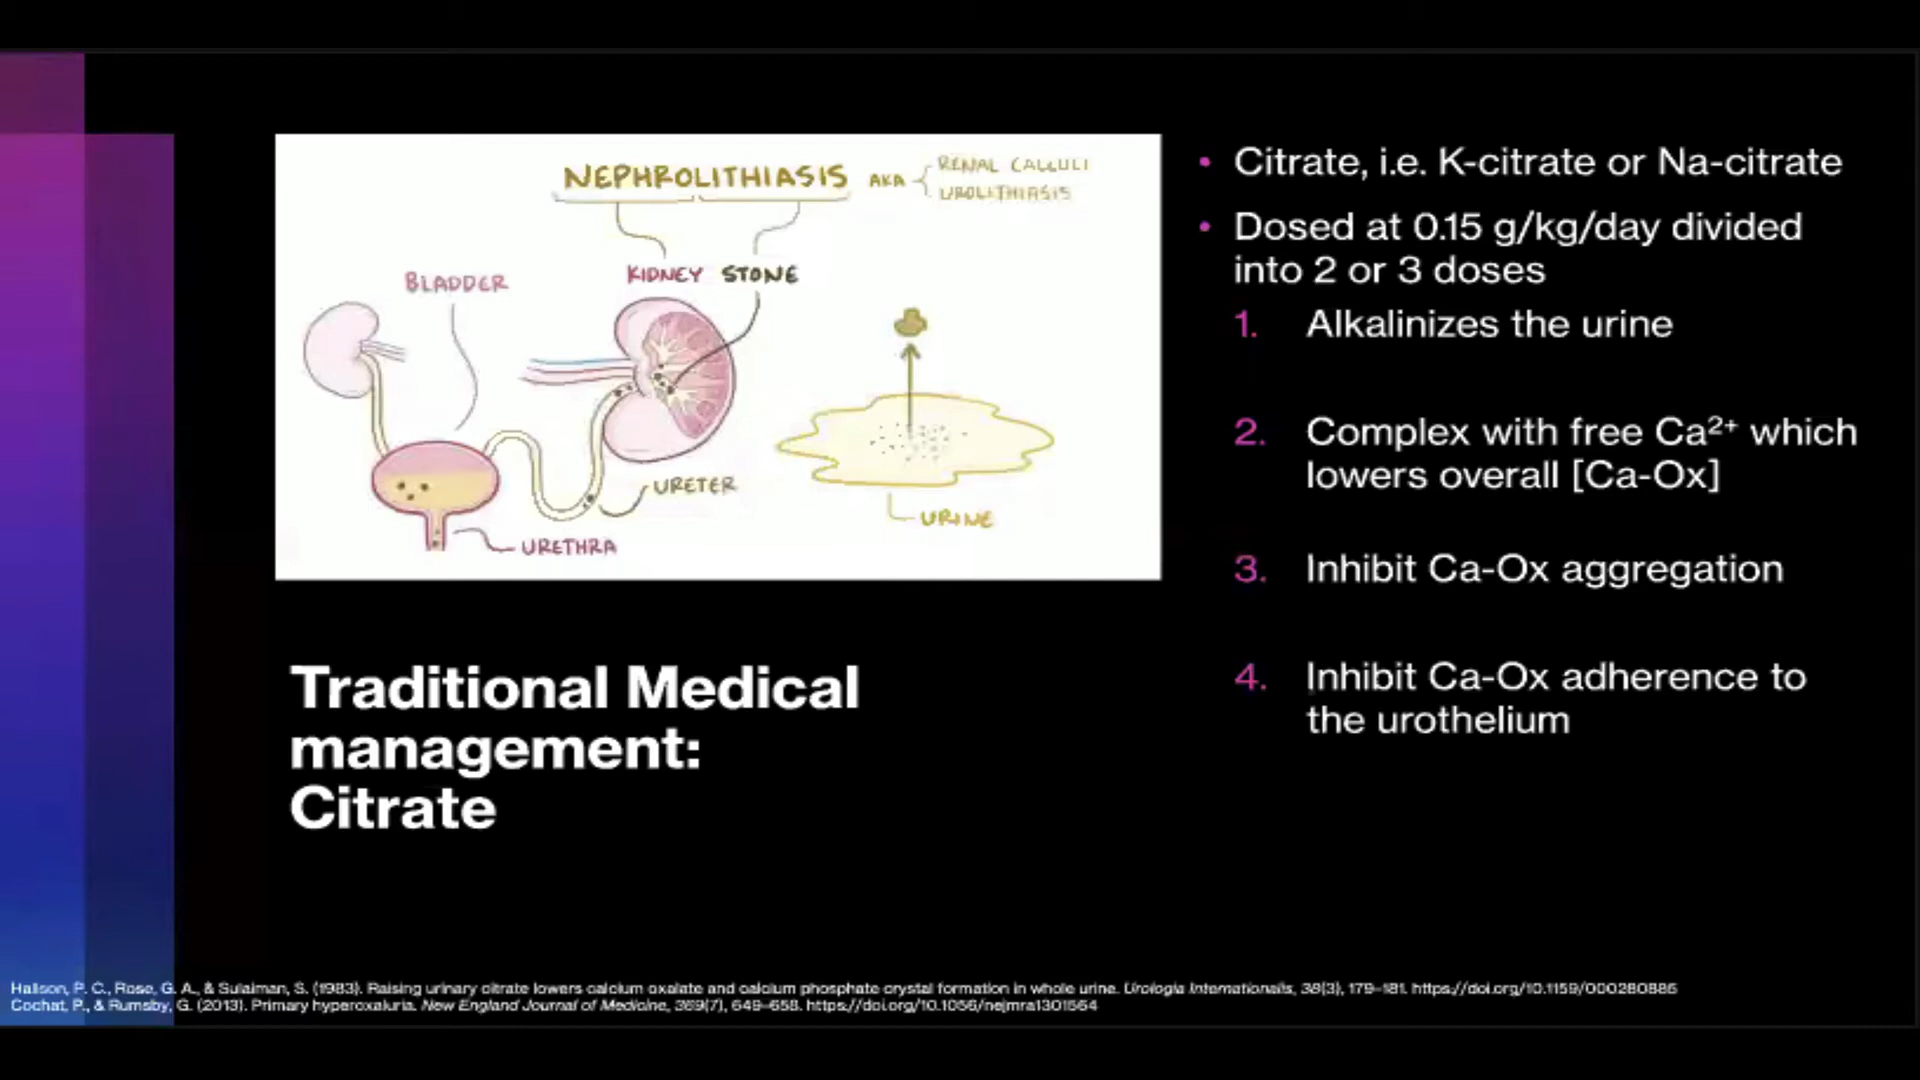 NEPHROLITHIASIS AKA RENAL CALCULI
UROLITHIASIS
BLADDER
KIDNEY STONE
URETER
URINE
URETHRA
Traditional Medical
management:
Citrate
• Citrate, i.e. K-citrate or Na-citrate
• Dosed at 0.15 g/kg/day divided
into 2 or 3 doses
1. Alkalinizes the urine
2. Complex with free Ca²⁺ which
lowers overall [Ca-Ox]
3. Inhibit Ca-Ox aggregation
4. Inhibit Ca-Ox adherence to
the urothelium
Hallson, P. C., Rose, G. A., & Sulaiman, S. (1983). Raising urinary citrate lowers calcium oxalate and calcium phosphate crystal formation in whole urine. Urologia Internationalis, 38(3), 179–181. https://doi.org/10.1159/000280885
Cochat, P., & Rumsby, G. (2013). Primary hyperoxaluria. New England Journal of Medicine, 369(7), 649–658. https://doi.org/10.1056/nejmra1301564